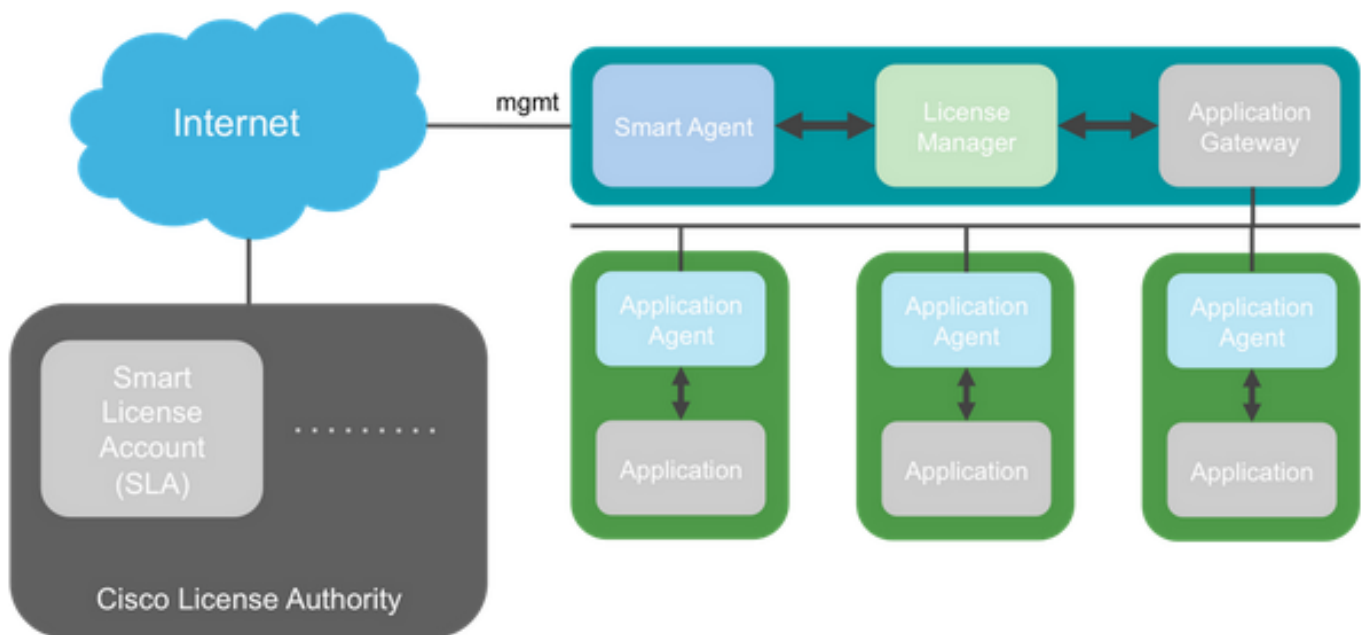 Internet
mgmt
Smart Agent
License
Manager
Application
Gateway
Application
Agent
Application
Application
Agent
Application
Application
Agent
Application
Smart
License
Account
(SLA)
.........
Cisco License Authority